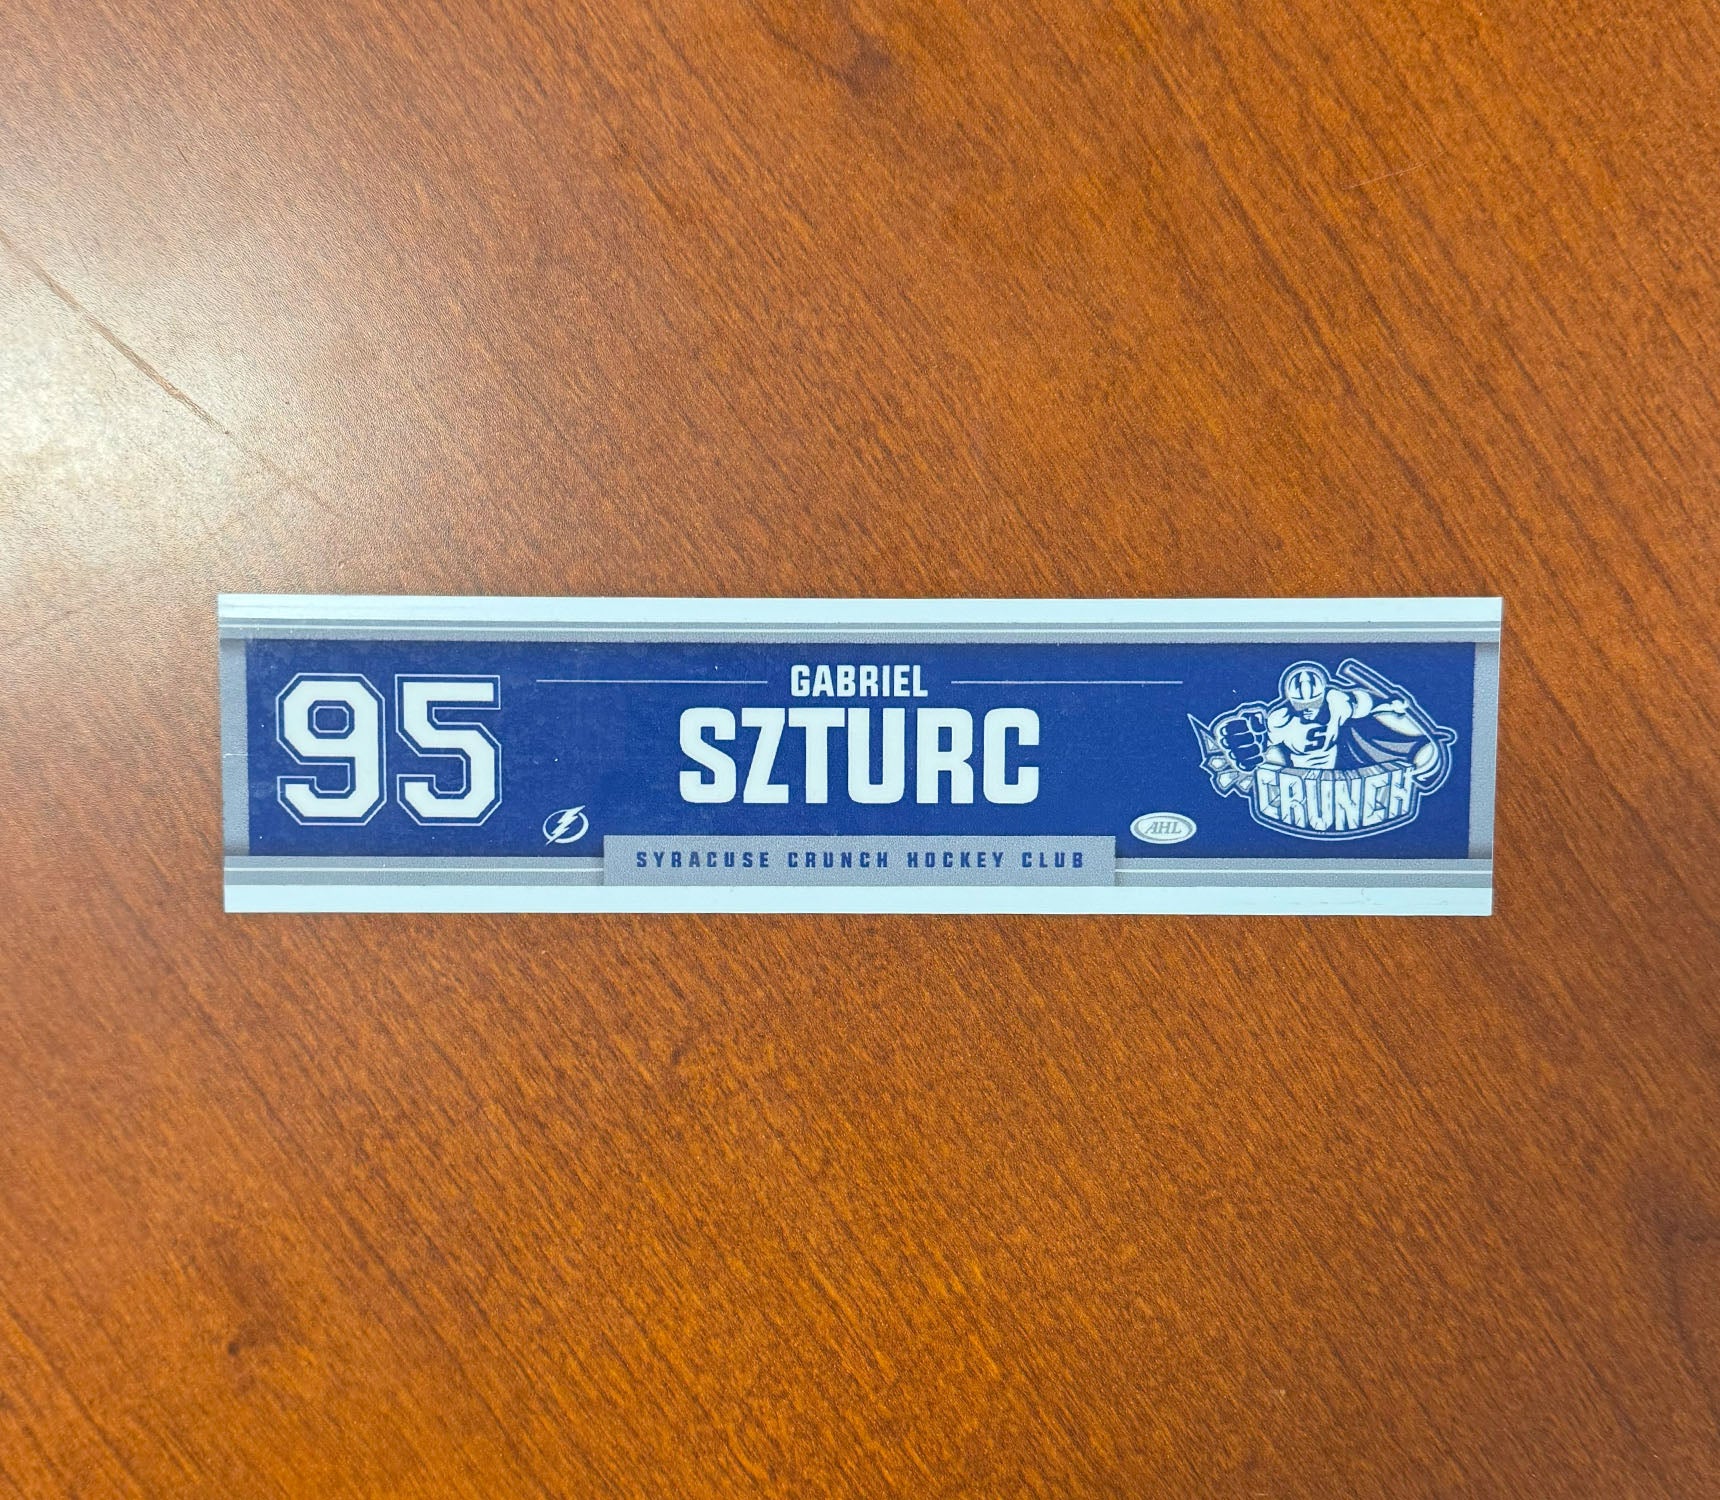 95
GABRIEL
SZTURC
S
CRUNCH
AHL
SYRACUSE CRUNCH HOCKEY CLUB